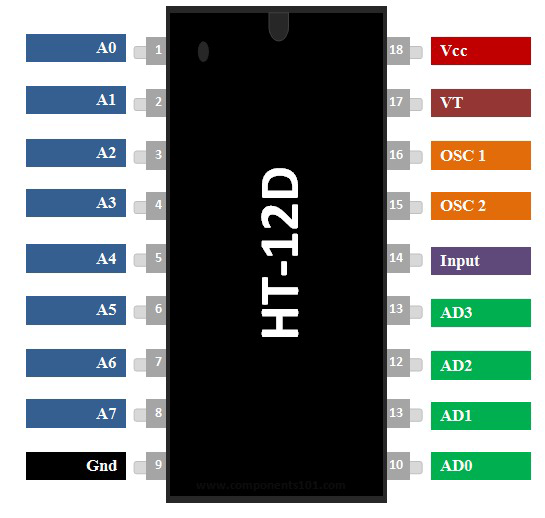 A0 1 18 Vcc
A1 2 17 VT
A2 3 16 OSC 1
A3 4 15 OSC 2
A4 5 14 Input
A5 6 13 AD3
A6 7 12 AD2
A7 8 13 AD1
Gnd 9 10 AD0
HT-12D
www.components101.com